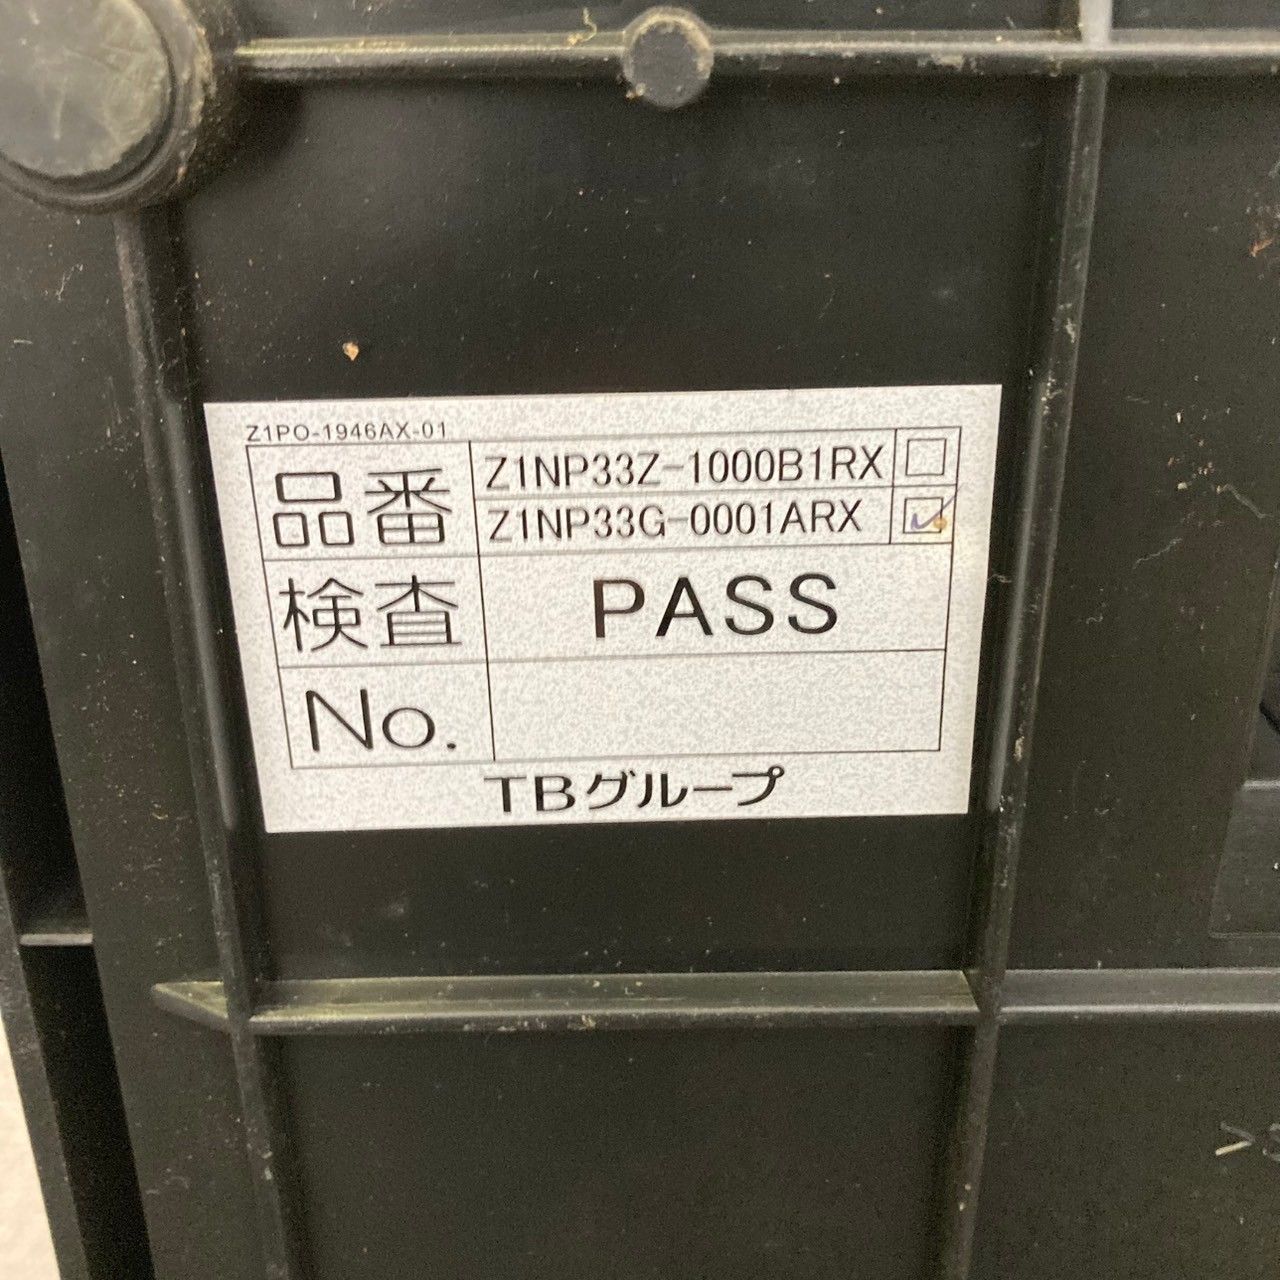 Z1PO-1946AX-01
品番 Z1NP33Z-1000B1RX
Z1NP33G-0001ARX
検査 PASS
No.
TBグループ